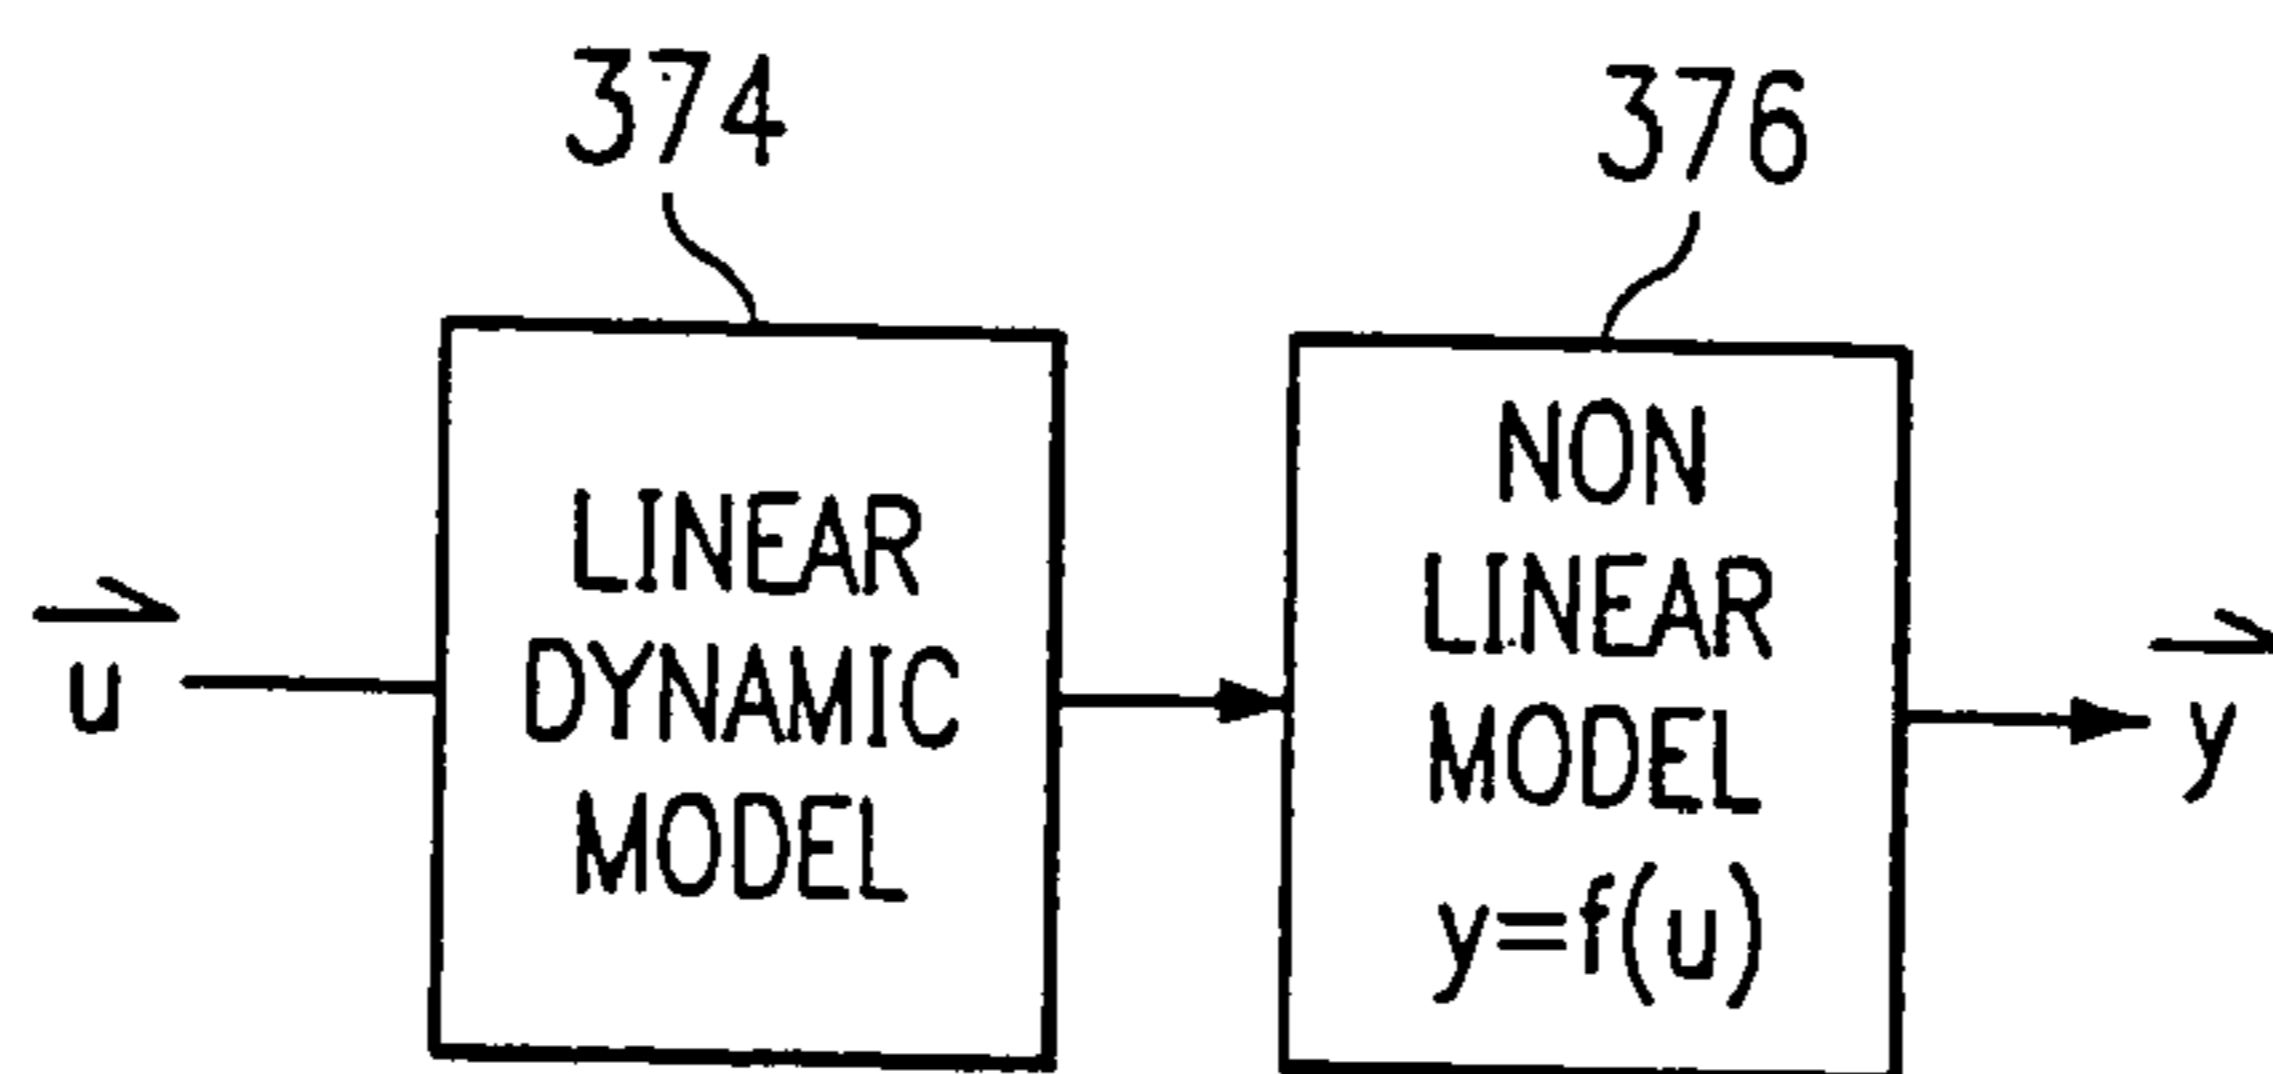 374
376
LINEAR
DYNAMIC
MODEL
NON
LINEAR
MODEL
y=f(u)
u
y